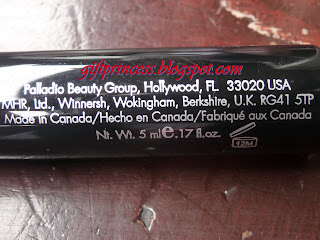 giftprincess.blogspot.com
Palladio Beauty Group, Hollywood, FL 33020 USA
MHR, Ltd., Winnersh, Wokingham, Berkshire, U.K. RG41 5TP
Made in Canada/Hecho en Canada/Fabriqué aux Canada
Nt. Wt. 5 ml e.17 fl.oz.
12M